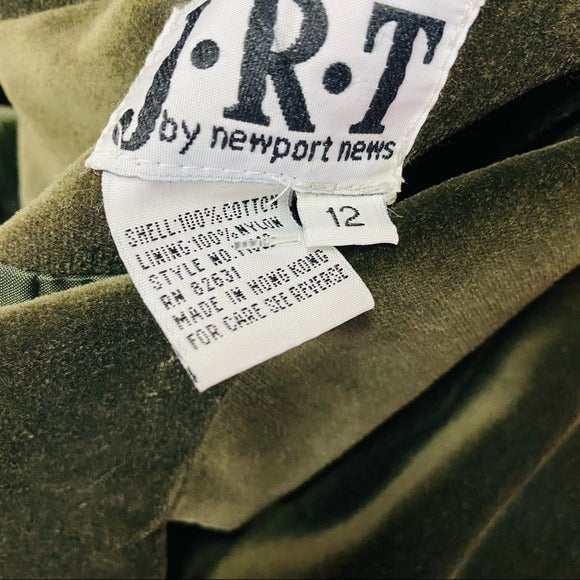 J·R·T
by newport news
12
SHELL:100% COTTON
LINING:100% NYLON
STYLE NO.
RN 82631
MADE IN HONG KONG
FOR CARE SEE REVERSE